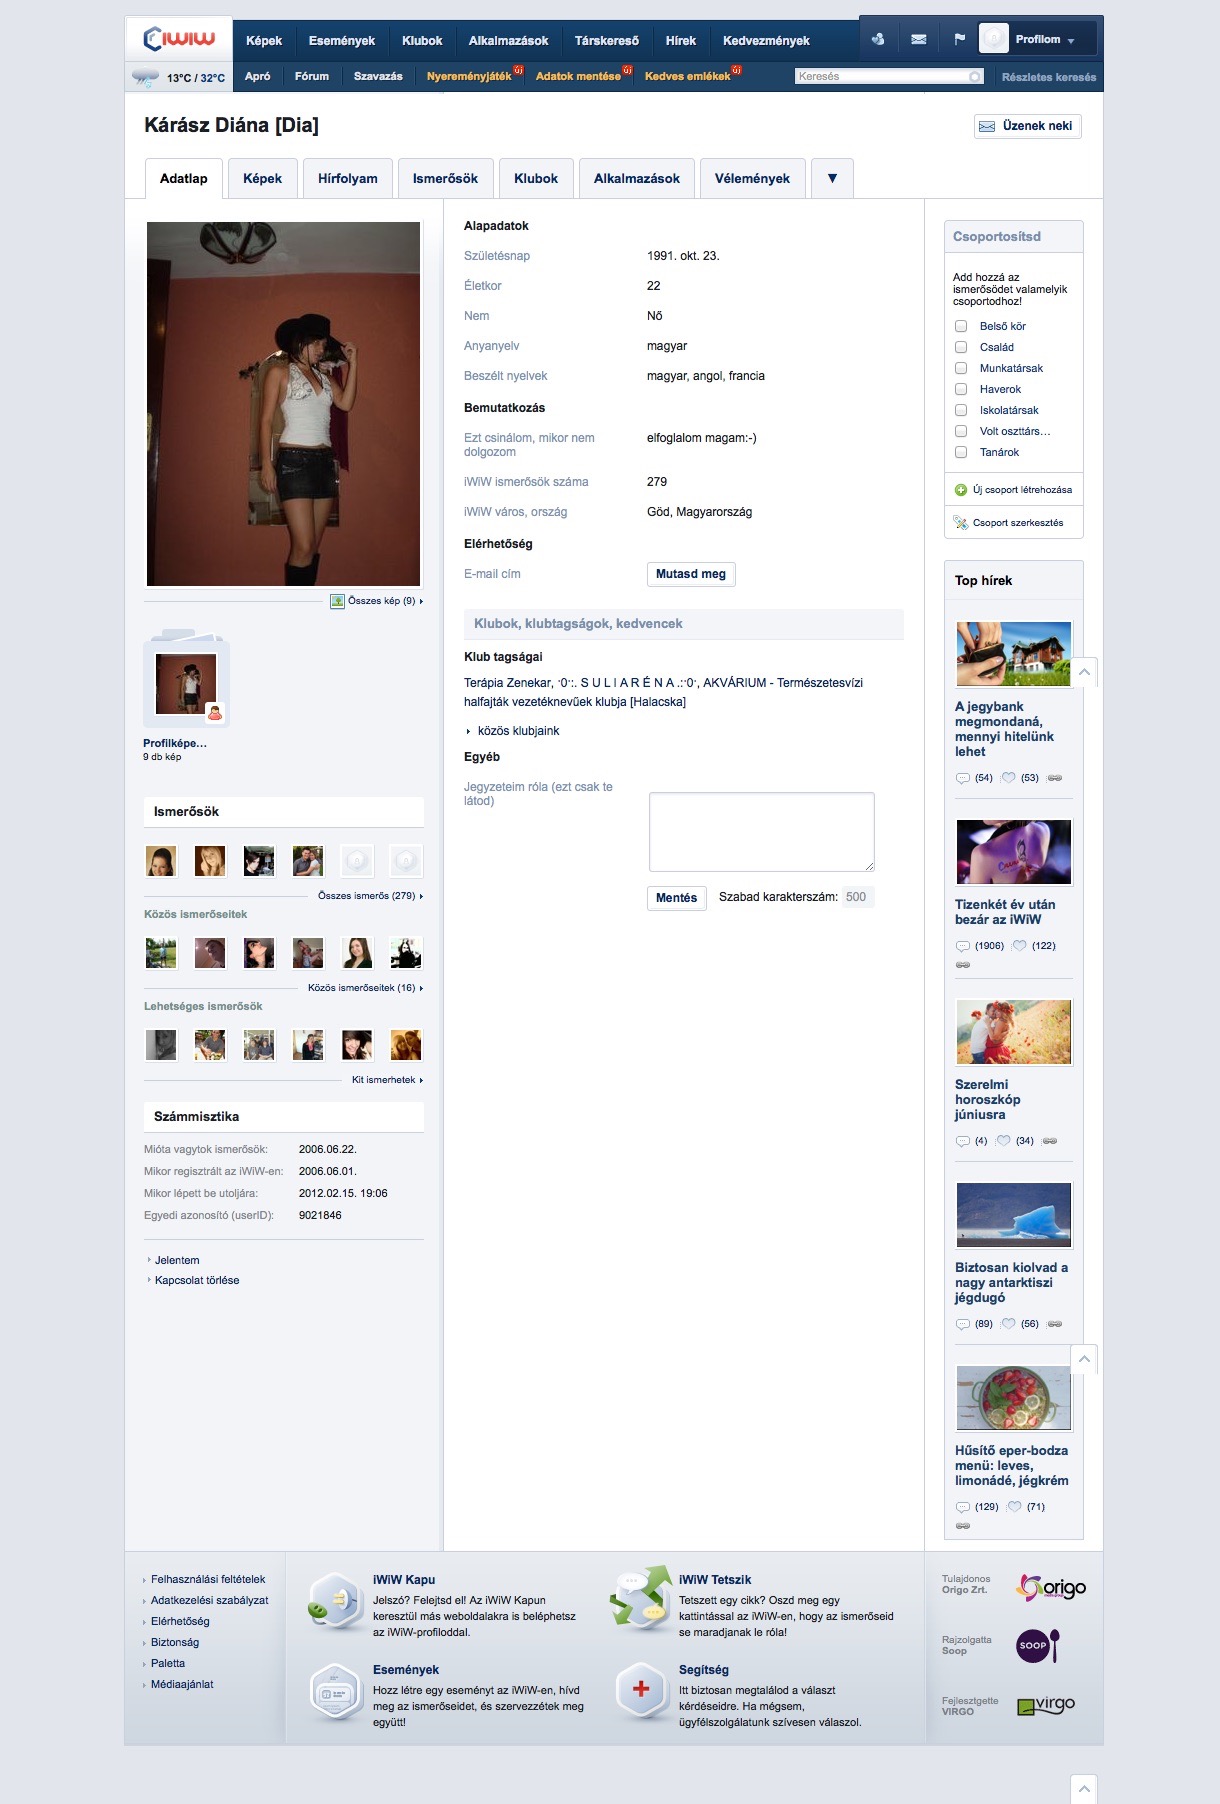 iwiw
Képek Események Klubok Alkalmazások Társkereső Hírek Kedvezmények Profilom
13°C / 32°C Apró Fórum Szavazás Nyereményjáték Új Adatok mentése Új Kedves emlékek Új Keresés Részletes keresés
Kárász Diána [Dia]
Üzenek neki
Adatlap Képek Hírfolyam Ismerősök Klubok Alkalmazások Vélemények ▼
Összes kép (9)
Profilképe...
9 db kép
Ismerősök
Összes ismerős (279)
Közös ismerőseitek
Közös ismerőseitek (16)
Lehetséges ismerősök
Kit ismerhetek
Számmisztika
Mióta vagytok ismerősök: 2006.06.22.
Mikor regisztrált az iWiW-en: 2006.06.01.
Mikor lépett be utoljára: 2012.02.15. 19:06
Egyedi azonosító (userID): 9021846
Jelentem
Kapcsolat törlése
Alapadatok
Születésnap 1991. okt. 23.
Életkor 22
Nem Nő
Anyanyelv magyar
Beszélt nyelvek magyar, angol, francia
Bemutatkozás
Ezt csinálom, mikor nem elfoglalom magam:-)
dolgozom
iWiW ismerősök száma 279
iWiW város, ország Göd, Magyarország
Elérhetőség
E-mail cím Mutasd meg
Klubok, klubtagságok, kedvencek
Klub tagságai
Terápia Zenekar, ·0·:. S U L I A R É N A .:·0·, AKVÁRIUM - Természetesvízi
halfajták vezetéknevűek klubja [Halacska]
közös klubjaink
Egyéb
Jegyzeteim róla (ezt csak te
látod)
Mentés Szabad karakterszám: 500
Csoportosítsd
Add hozzá az
ismerősödet valamelyik
csoportodhoz!
Belső kör
Család
Munkatársak
Haverok
Iskolatársak
Volt oszttárs...
Tanárok
Új csoport létrehozása
Csoport szerkesztés
Top hírek
A jegybank
megmondaná,
mennyi hitelünk
lehet
(54) (53)
Tizenkét év után
bezár az iWiW
(1906) (122)
Szerelmi
horoszkóp
júniusra
(4) (34)
Biztosan kiolvad a
nagy antarktiszi
jégdugó
(89) (56)
Hűsítő eper-bodza
menü: leves,
limonádé, jégkrém
(129) (71)
Felhasználási feltételek
Adatkezelési szabályzat
Elérhetőség
Biztonság
Paletta
Médiaajánlat
iWiW Kapu
Jelszó? Felejtsd el! Az iWiW Kapun
keresztül más weboldalakra is beléphetsz
az iWiW-profiloddal.
iWiW Tetszik
Tetszett egy cikk? Oszd meg egy
kattintással az iWiW-en, hogy az ismerőseid
se maradjanak le róla!
Események
Hozz létre egy eseményt az iWiW-en, hívd
meg az ismerőseidet, és szervezzétek meg
együtt!
Segítség
Itt biztosan megtalálod a választ
kérdéseidre. Ha mégsem,
ügyfélszolgálatunk szívesen válaszol.
Tulajdonos
Origo Zrt.
origo
Rajzolgatta
Soop
SOOP
Fejlesztgette
VIRGO
virgo